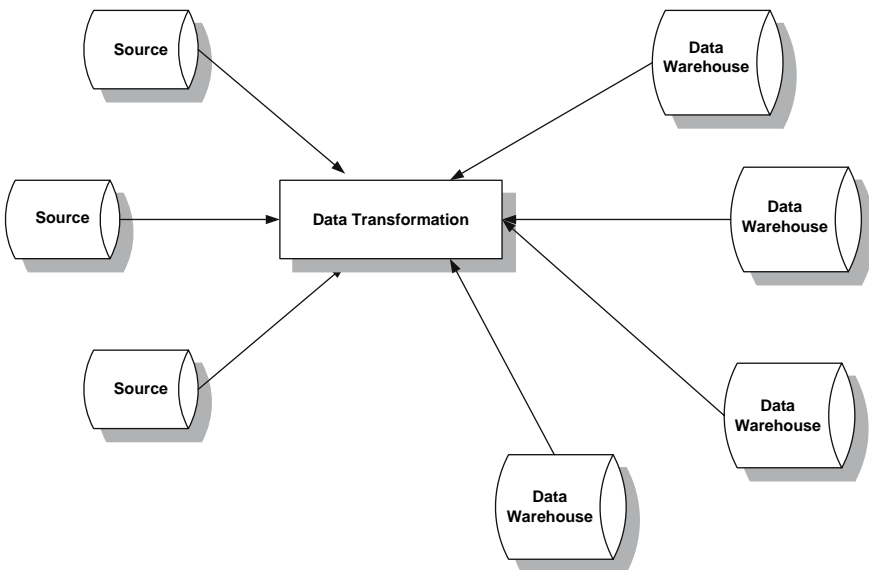 Source
Data
Warehouse
Source
Data Transformation
Data
Warehouse
Source
Data
Warehouse
Data
Warehouse